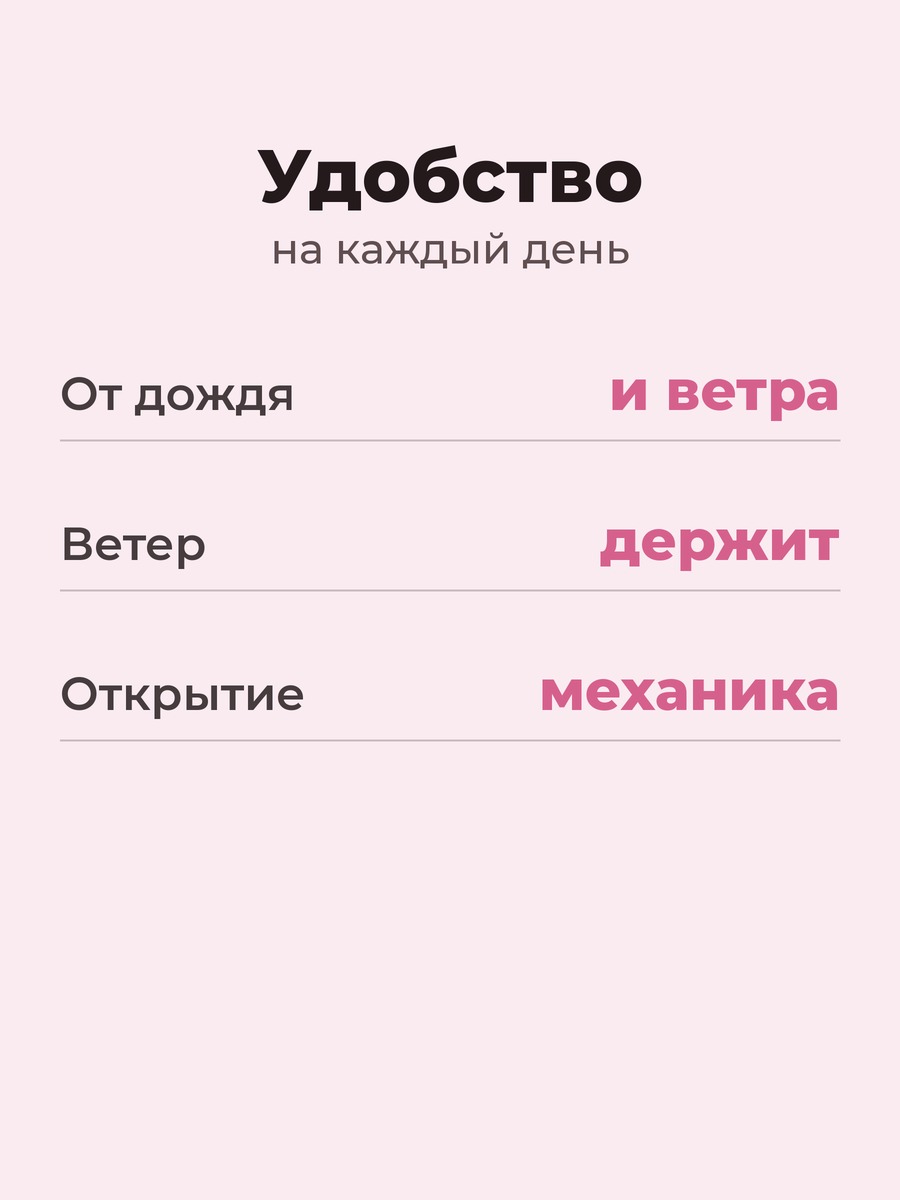 Удобство
на каждый день
От дождя и ветра
Ветер держит
Открытие механика